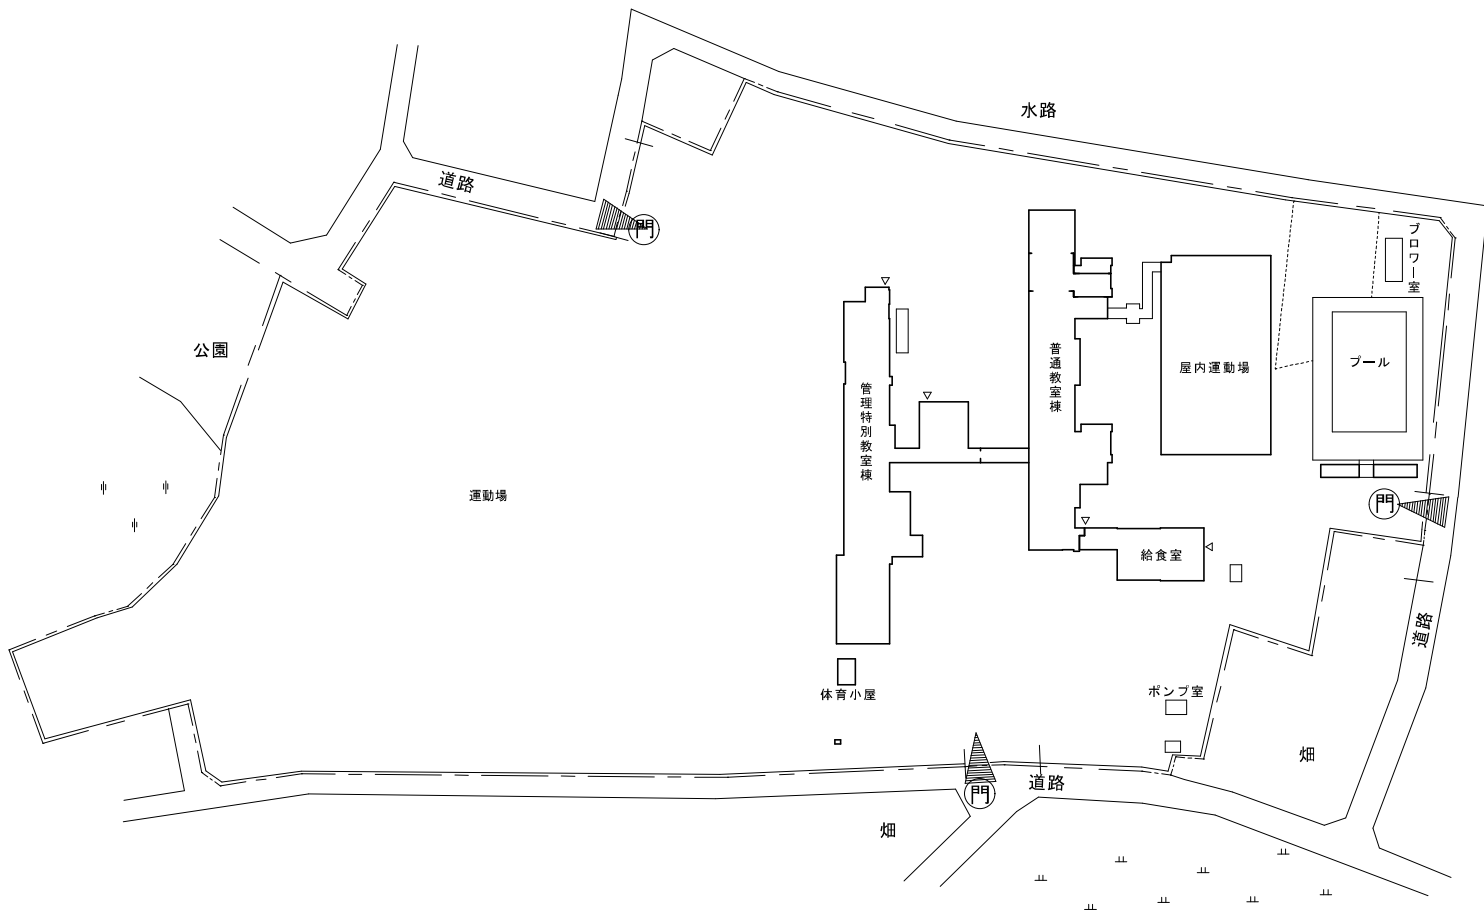 水路
道路
門
ブロワー室
公園
管理特別教室棟
普通教室棟
屋内運動場
プール
運動場
門
給食室
道路
体育小屋
ポンプ室
畑
道路
門
畑